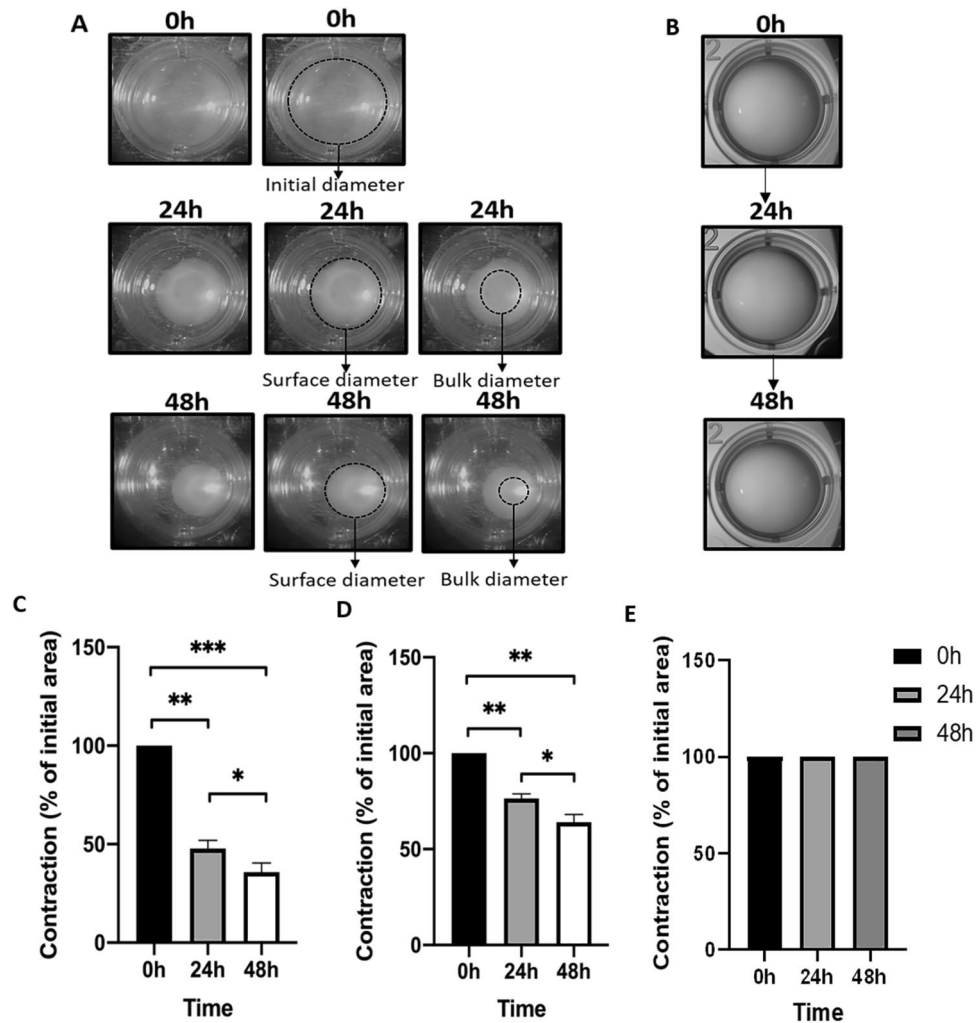 A
0h
0h
Initial diameter
24h
24h
24h
Surface diameter
Bulk diameter
48h
48h
48h
Surface diameter
Bulk diameter
B
0h
2
24h
2
48h
2
C
Contraction (% of initial area)
150
100
50
0
***
**
*
0h
24h
48h
Time
D
Contraction (% of initial area)
150
100
50
0
**
**
*
0h
24h
48h
Time
E
Contraction (% of initial area)
150
100
50
0
0h
24h
48h
Time
0h
24h
48h